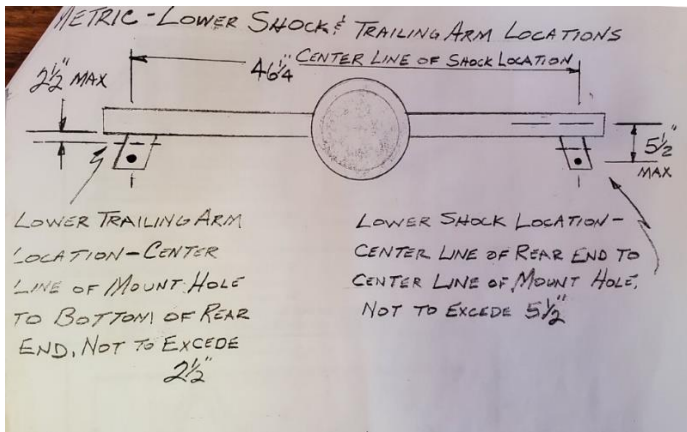 METRIC - LOWER SHOCK & TRAILING ARM LOCATIONS
2½" MAX
46¼"
CENTER LINE OF SHOCK LOCATION
5½"
MAX
LOWER TRAILING ARM
LOCATION - CENTER
LINE OF MOUNT HOLE
TO BOTTOM OF REAR
END, NOT TO EXCEDE
2½"
LOWER SHOCK LOCATION -
CENTER LINE OF REAR END TO
CENTER LINE OF MOUNT HOLE,
NOT TO EXCEDE 5½"